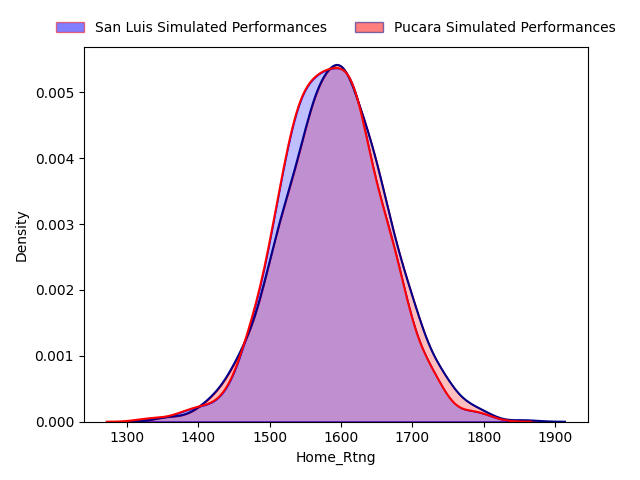 San Luis Simulated Performances
Pucara Simulated Performances
Density
0.005
0.004
0.003
0.002
0.001
0.000
1300 1400 1500 1600 1700 1800 1900
Home_Rtng